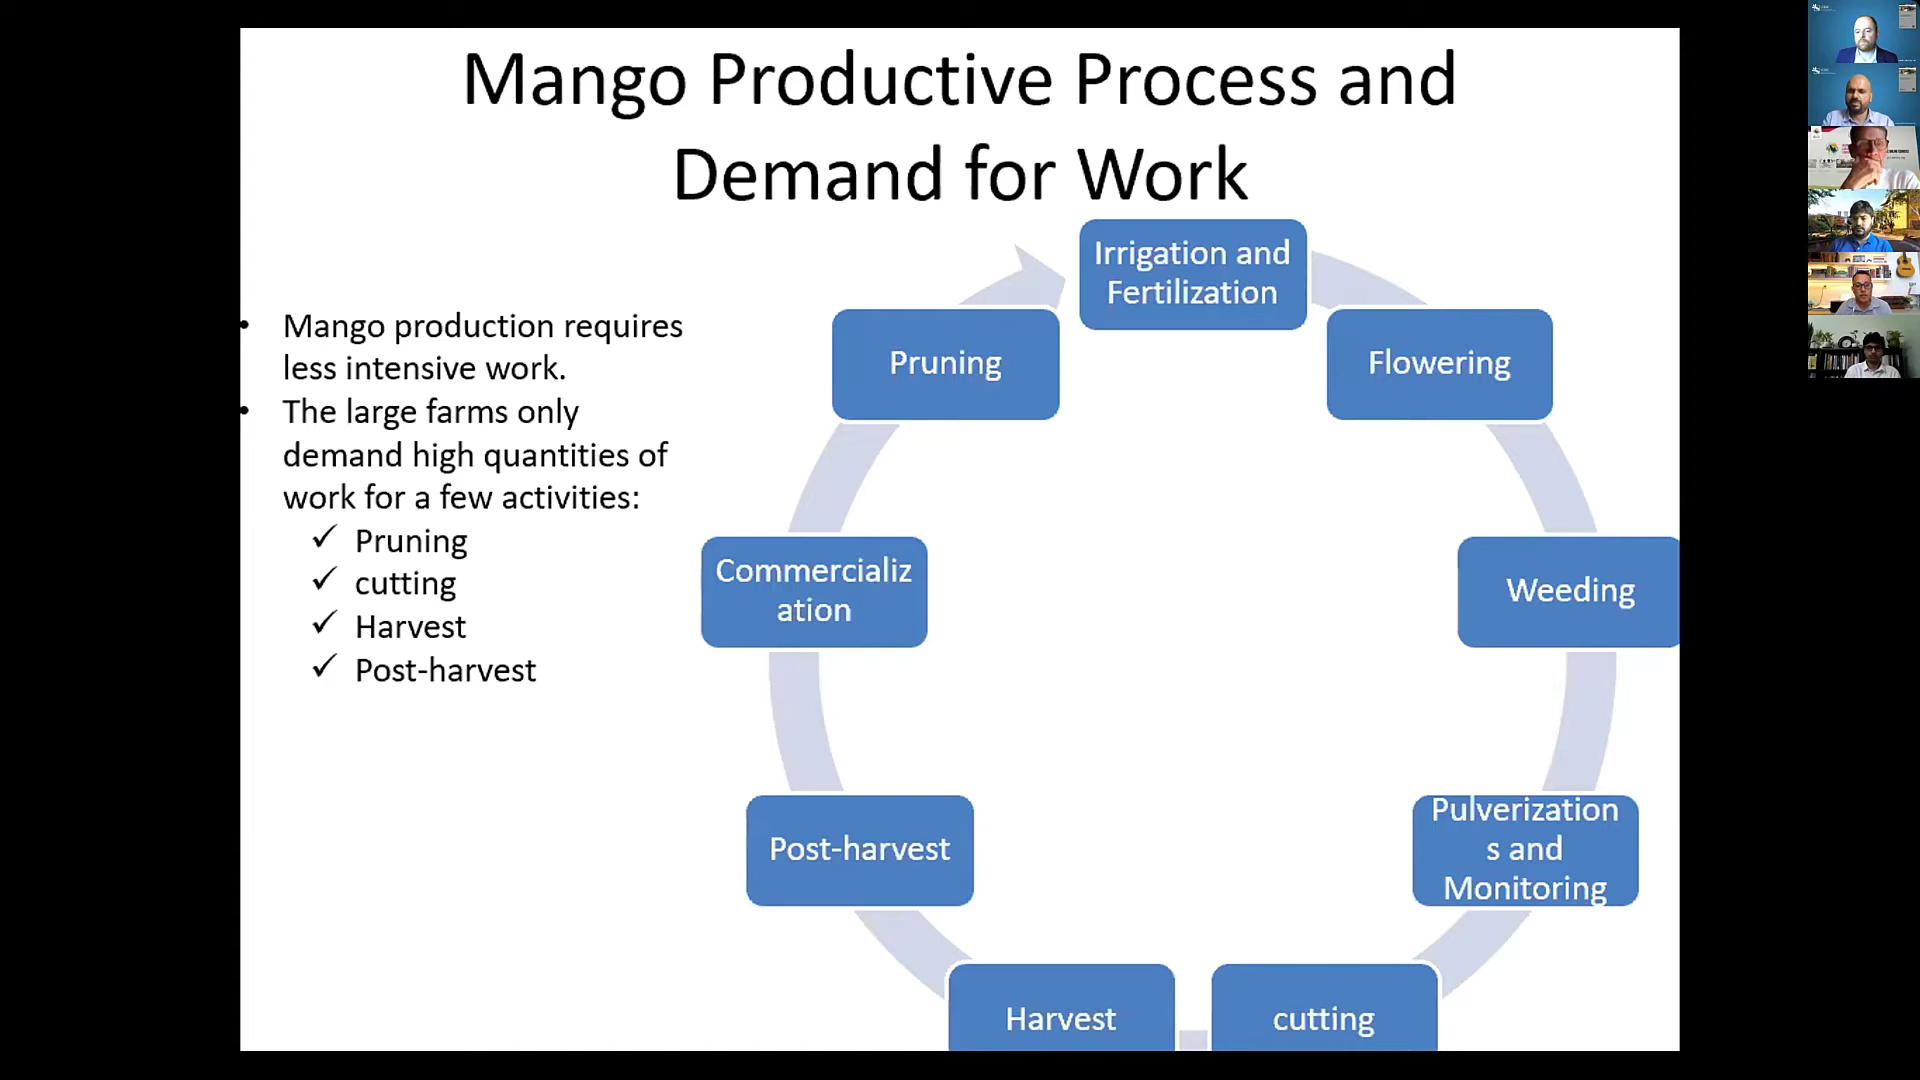 Mango Productive Process and
Demand for Work
• Mango production requires
less intensive work.
• The large farms only
demand high quantities of
work for a few activities:
✓ Pruning
✓ cutting
✓ Harvest
✓ Post-harvest
Irrigation and
Fertilization
Flowering
Weeding
Pulverization
s and
Monitoring
cutting
Harvest
Post-harvest
Commercializ
ation
Pruning